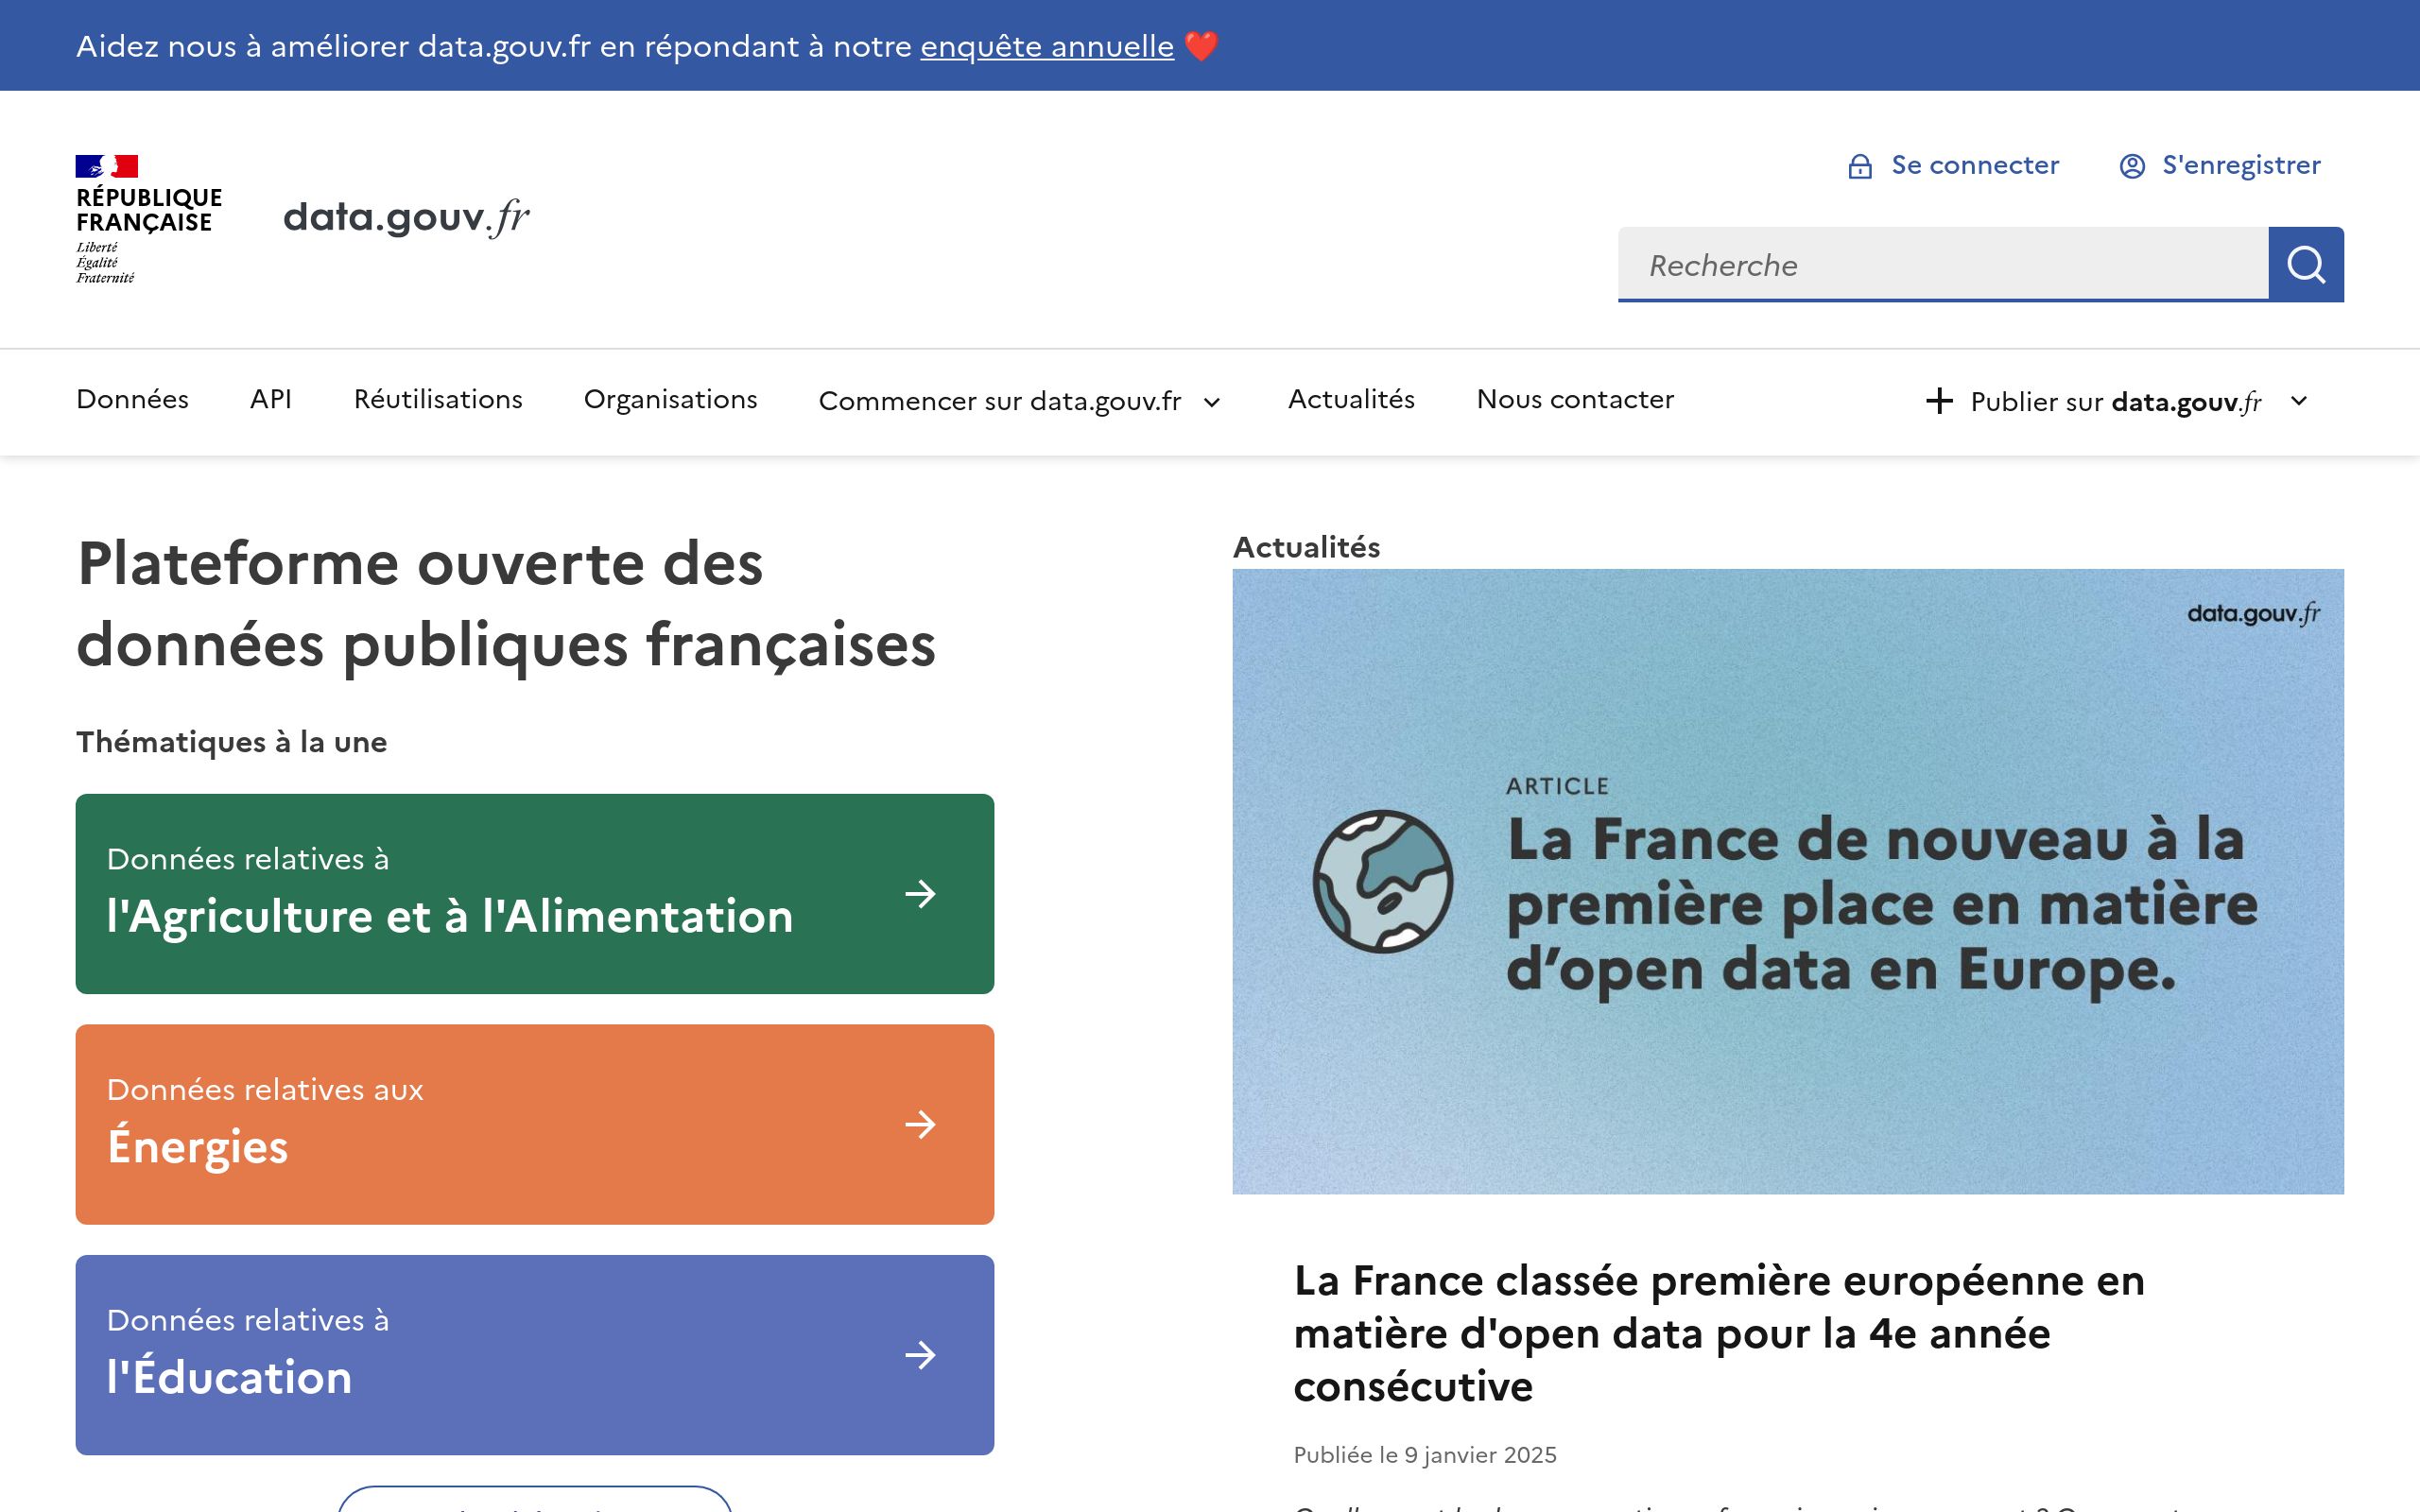 Aidez nous à améliorer data.gouv.fr en répondant à notre enquête annuelle ❤️
RÉPUBLIQUE
FRANÇAISE
Liberté
Égalité
Fraternité
data.gouv.fr
Se connecter
S'enregistrer
Recherche
Données
API
Réutilisations
Organisations
Commencer sur data.gouv.fr
Actualités
Nous contacter
Publier sur data.gouv.fr
Plateforme ouverte des
données publiques françaises
Thématiques à la une
Données relatives à
l'Agriculture et à l'Alimentation
Données relatives aux
Énergies
Données relatives à
l'Éducation
Actualités
data.gouv.fr
ARTICLE
La France de nouveau à la
première place en matière
d’open data en Europe.
La France classée première européenne en
matière d'open data pour la 4e année
consécutive
Publiée le 9 janvier 2025